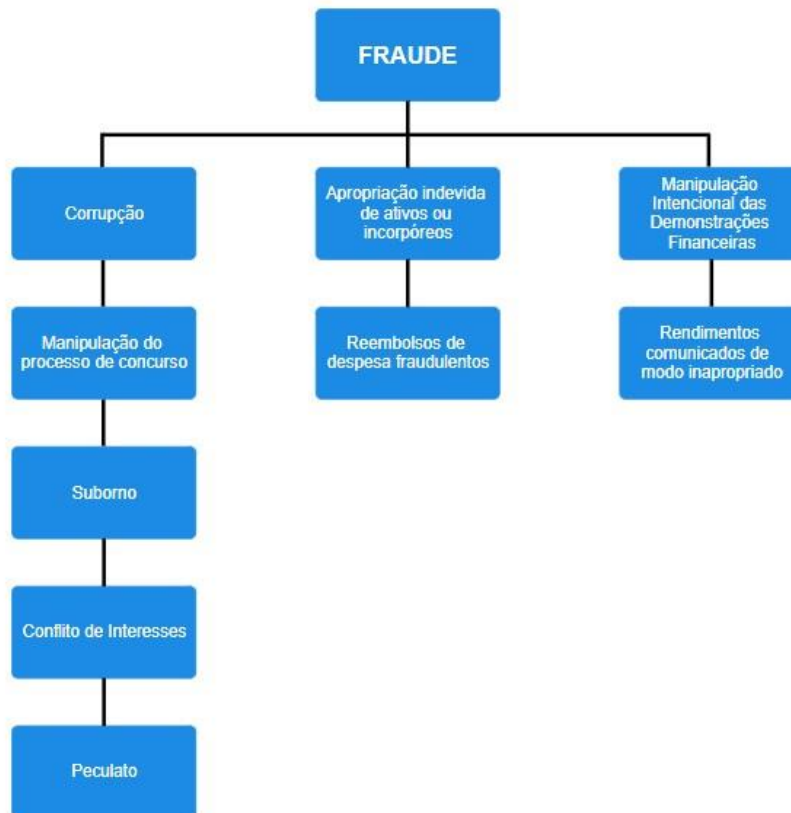 FRAUDE
Corrupção
Apropriação indevida
de ativos ou
incorpóreos
Manipulação
Intencional das
Demonstrações
Financeiras
Manipulação do
processo de concurso
Reembolsos de
despesa fraudulentos
Rendimentos
comunicados de
modo inapropriado
Suborno
Conflito de Interesses
Peculato